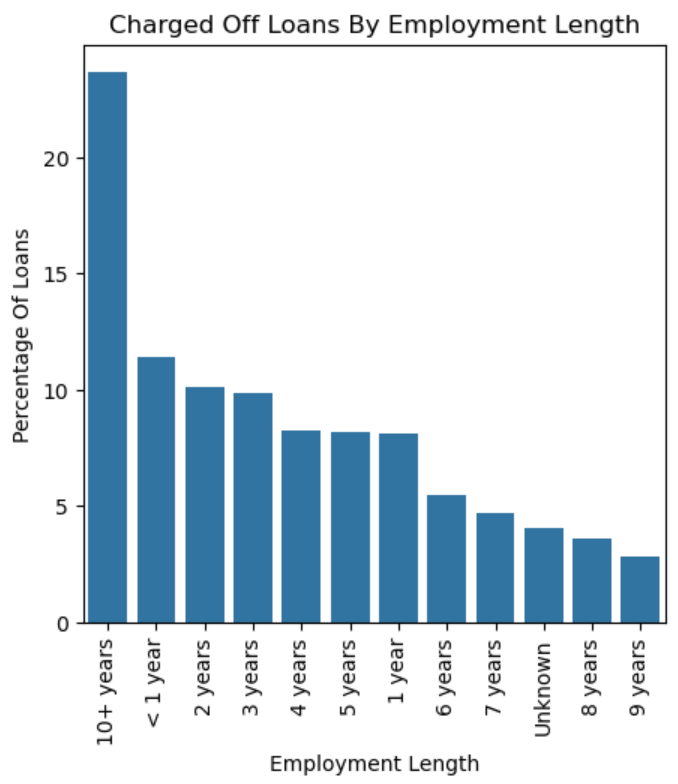 Charged Off Loans By Employment Length
Percentage Of Loans
20
15
10
5
0
10+ years
< 1 year
2 years
3 years
4 years
5 years
1 year
6 years
7 years
Unknown
8 years
9 years
Employment Length